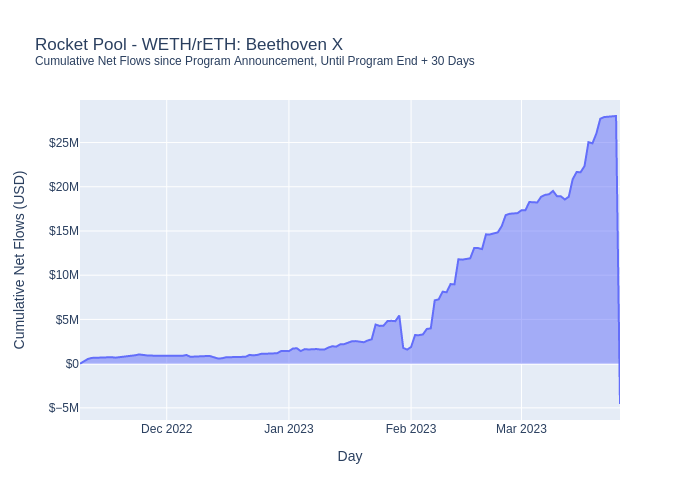 Rocket Pool - WETH/rETH: Beethoven X
Cumulative Net Flows since Program Announcement, Until Program End + 30 Days
$25M
$20M
$15M
$10M
$5M
$0
$−5M
Cumulative Net Flows (USD)
Dec 2022
Jan 2023
Feb 2023
Mar 2023
Day